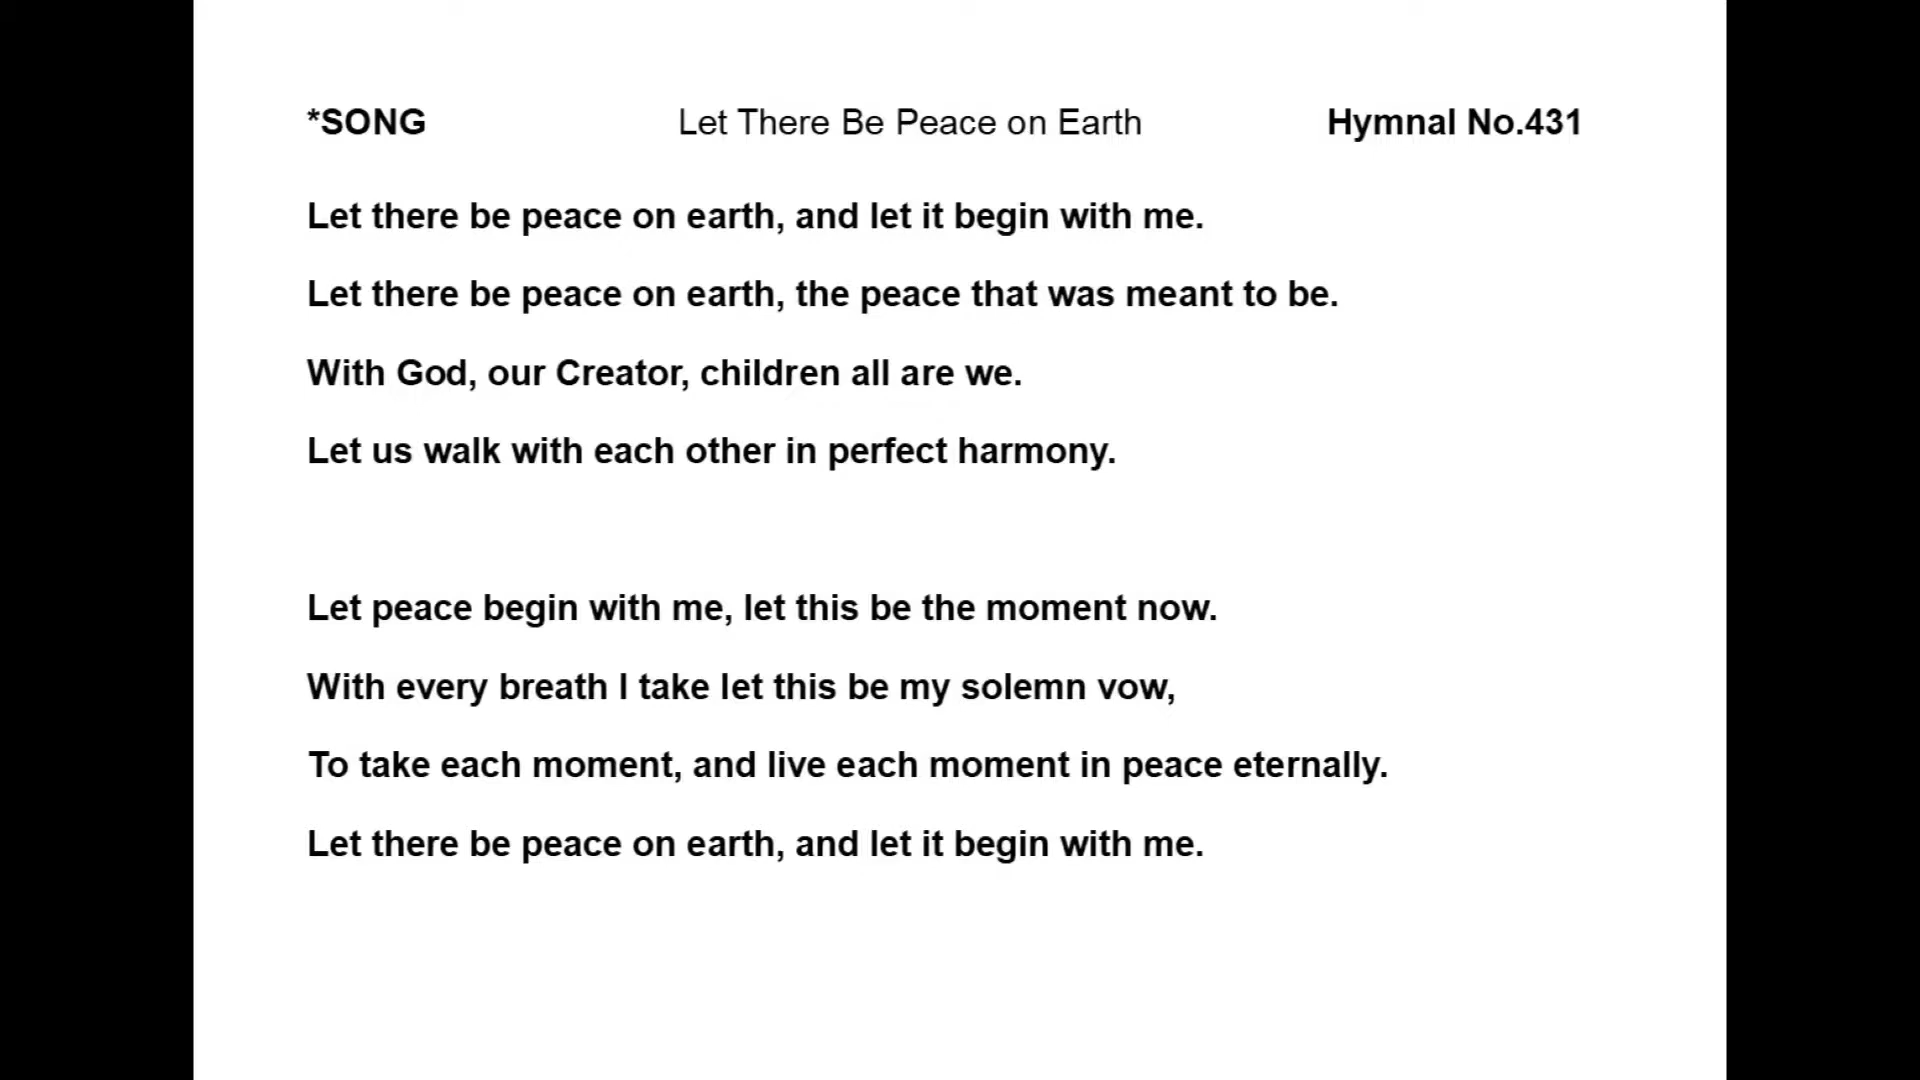 *SONG Let There Be Peace on Earth Hymnal No.431
Let there be peace on earth, and let it begin with me.
Let there be peace on earth, the peace that was meant to be.
With God, our Creator, children all are we.
Let us walk with each other in perfect harmony.
Let peace begin with me, let this be the moment now.
With every breath I take let this be my solemn vow,
To take each moment, and live each moment in peace eternally.
Let there be peace on earth, and let it begin with me.